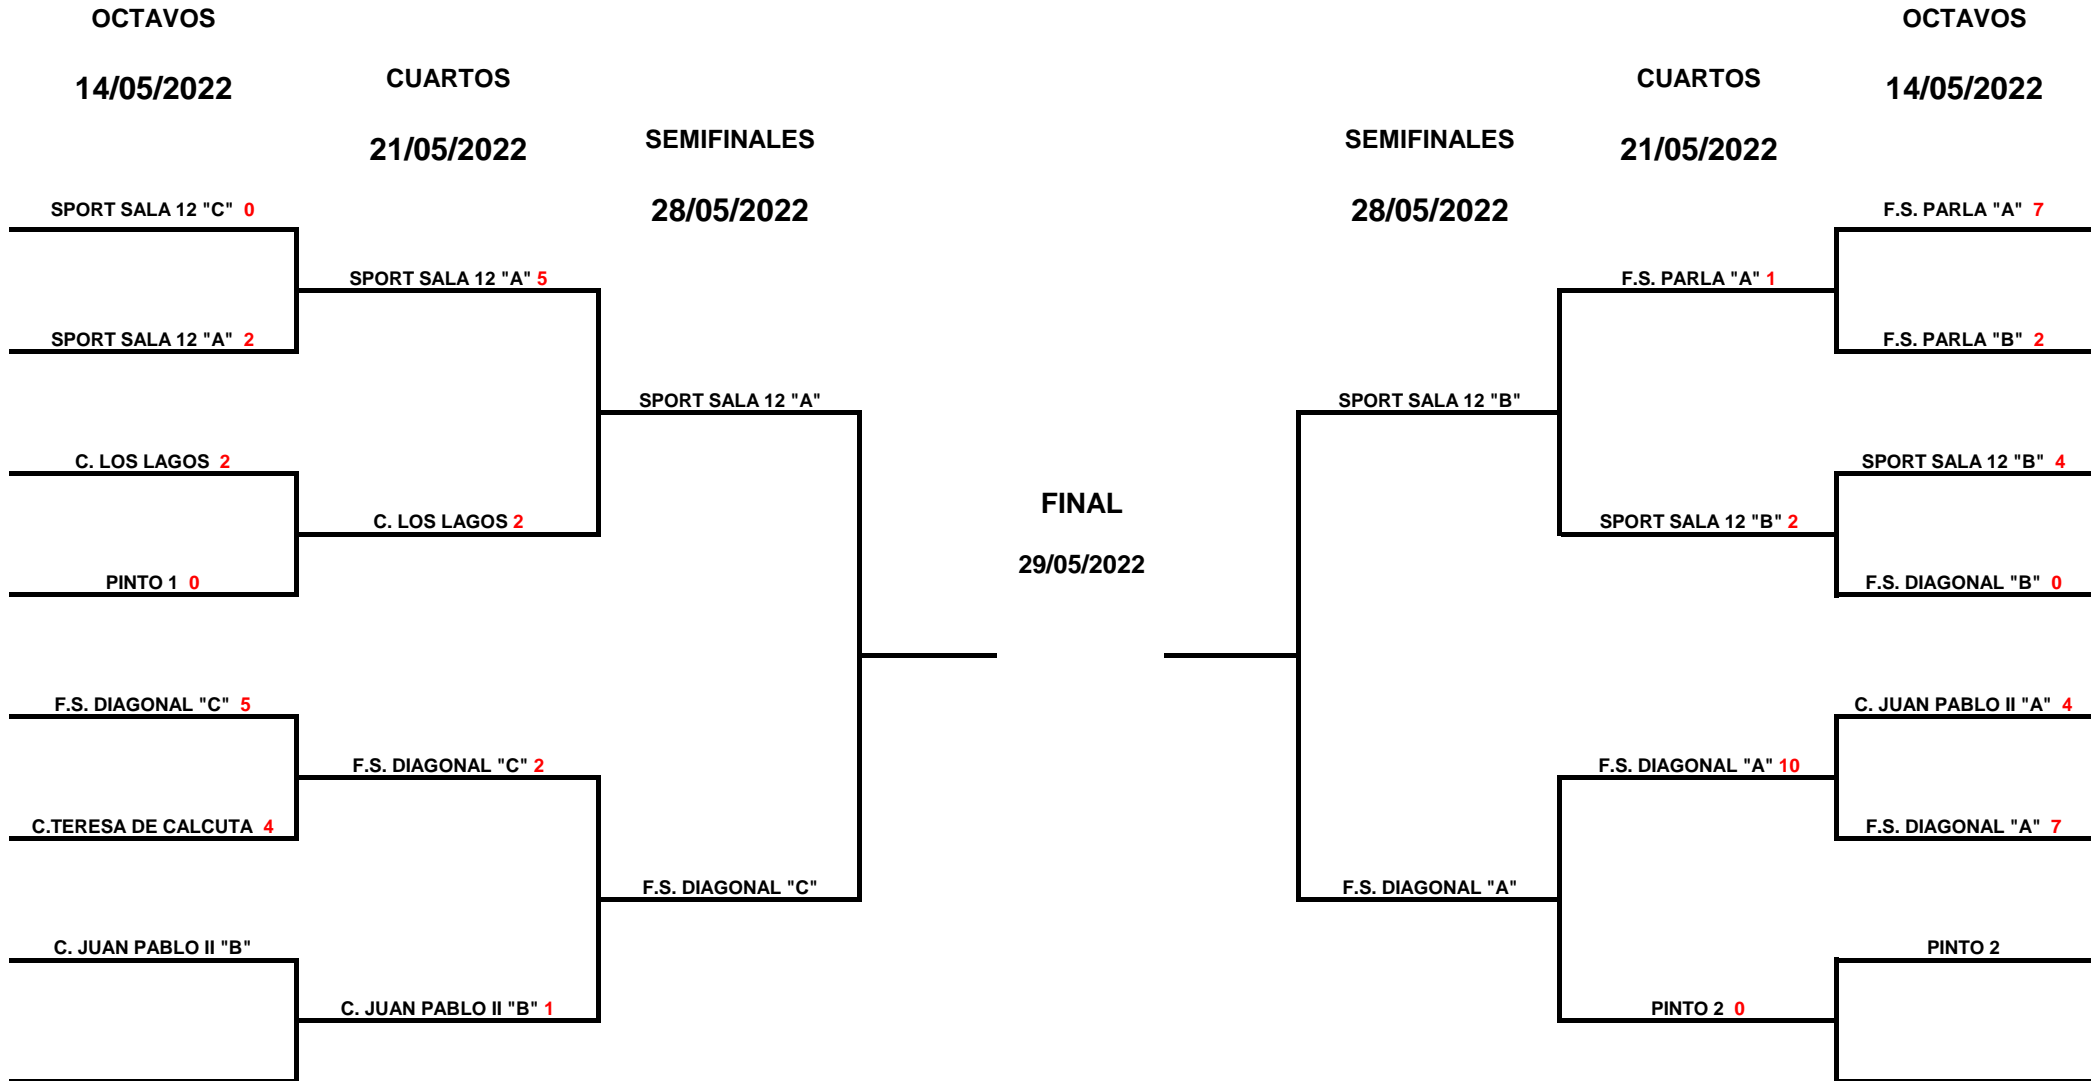 OCTAVOS
14/05/2022
CUARTOS
21/05/2022
SEMIFINALES
28/05/2022
SPORT SALA 12 "C" 0
SPORT SALA 12 "A" 2
C. LOS LAGOS 2
PINTO 1 0
F.S. DIAGONAL "C" 5
C.TERESA DE CALCUTA 4
C. JUAN PABLO II "B"
SPORT SALA 12 "A" 5
C. LOS LAGOS 2
F.S. DIAGONAL "C" 2
C. JUAN PABLO II "B" 1
SPORT SALA 12 "A"
F.S. DIAGONAL "C"
FINAL
29/05/2022
SEMIFINALES
28/05/2022
CUARTOS
21/05/2022
OCTAVOS
14/05/2022
SPORT SALA 12 "B"
F.S. DIAGONAL "A"
F.S. PARLA "A" 1
SPORT SALA 12 "B" 2
F.S. DIAGONAL "A" 10
PINTO 2 0
F.S. PARLA "A" 7
F.S. PARLA "B" 2
SPORT SALA 12 "B" 4
F.S. DIAGONAL "B" 0
C. JUAN PABLO II "A" 4
F.S. DIAGONAL "A" 7
PINTO 2